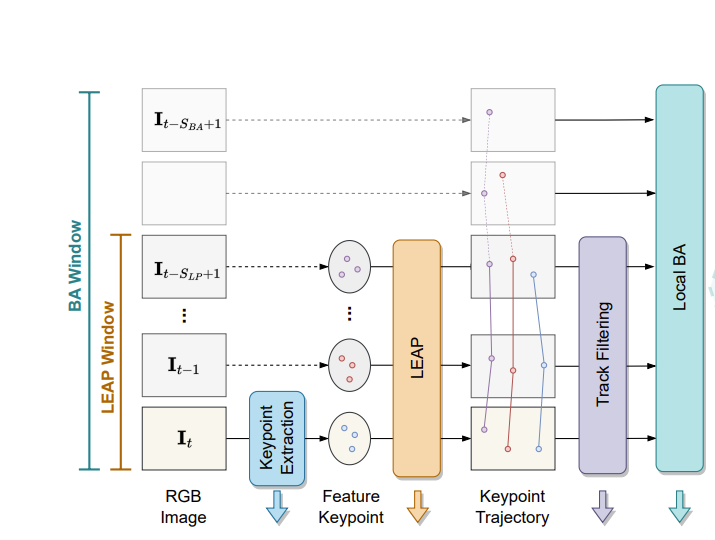 I_{t−S_{BA}+1}
I_{t−S_{LP}+1}
⋮
⋮
I_{t−1}
I_t
BA Window
LEAP Window
Keypoint
Extraction
LEAP
Track Filtering
Local BA
RGB
Image
Feature
Keypoint
Keypoint
Trajectory